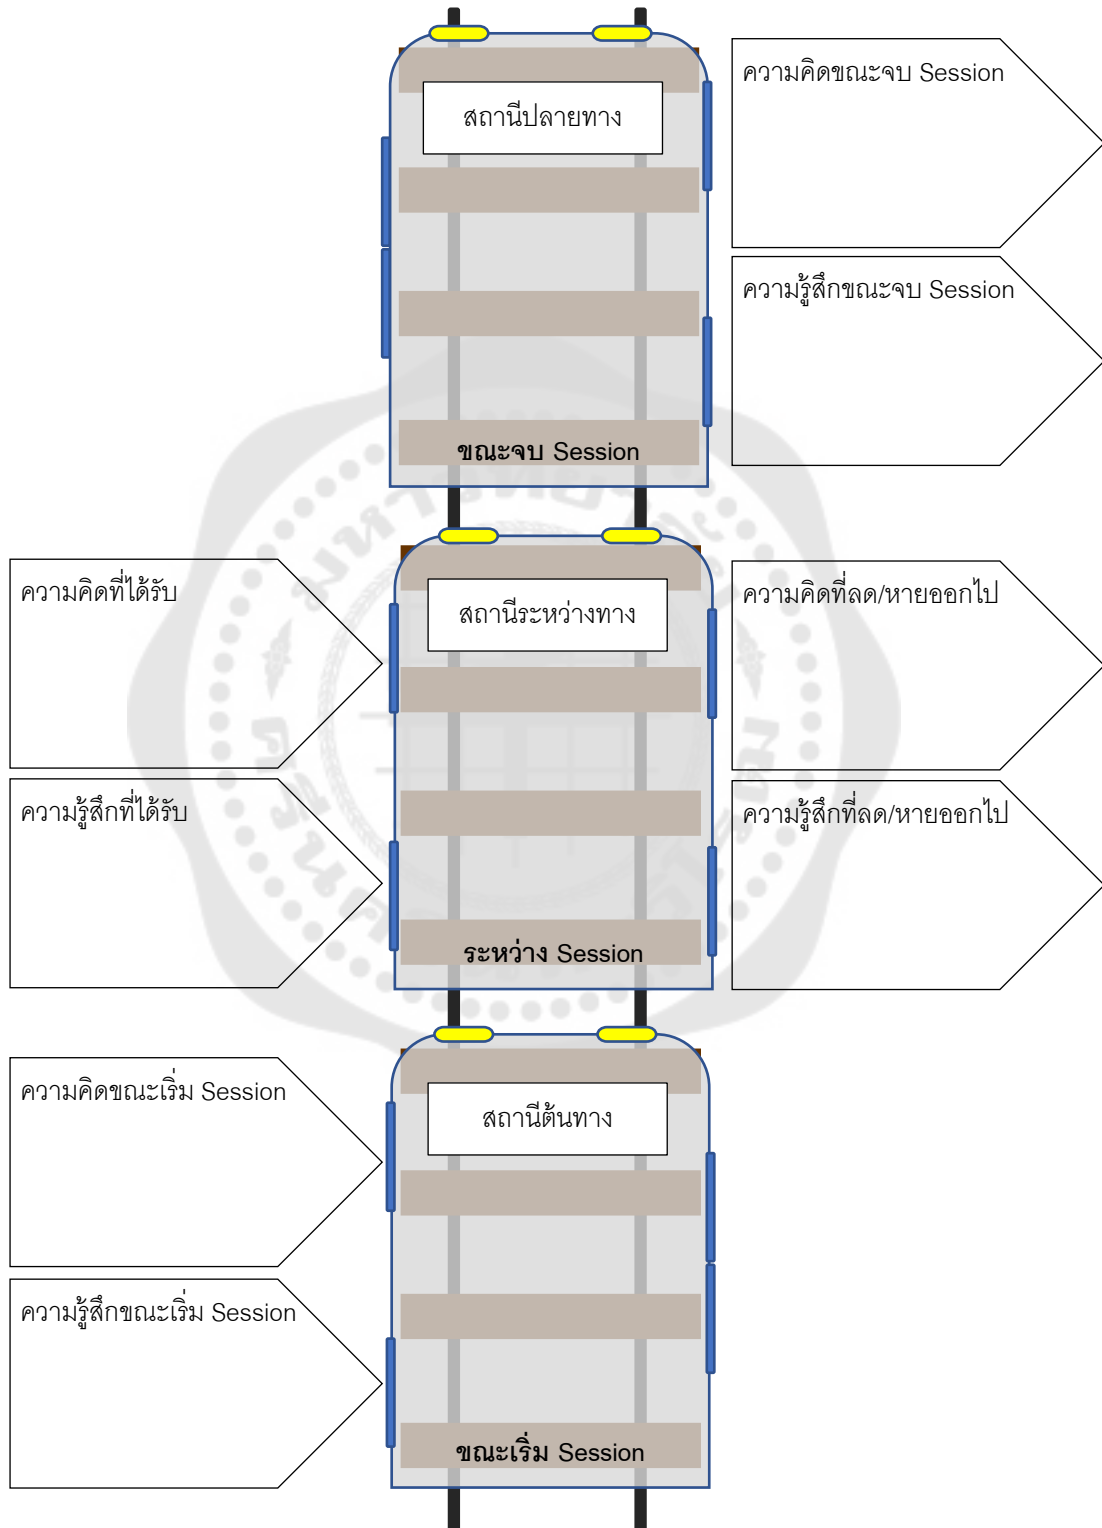 ความคิดขณะจบ Session
สถานีปลายทาง
ความรู้สึกขณะจบ Session
ขณะจบ Session
ความคิดที่ได้รับ
สถานีระหว่างทาง
ความคิดที่ลด/หายออกไป
ความรู้สึกที่ได้รับ
ความรู้สึกที่ลด/หายออกไป
ระหว่าง Session
ความคิดขณะเริ่ม Session
สถานีต้นทาง
ความรู้สึกขณะเริ่ม Session
ขณะเริ่ม Session